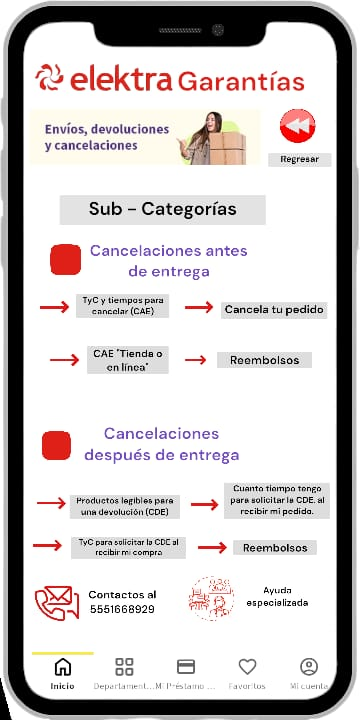 elektra Garantías
Envíos, devoluciones
y cancelaciones
Regresar
Sub - Categorías
Cancelaciones antes
de entrega
TyC y tiempos para
cancelar (CAE)
Cancela tu pedido
CAE "Tienda o
en línea"
Reembolsos
Cancelaciones
después de entrega
Productos legibles para
una devolución (CDE)
Cuanto tiempo tengo
para solicitar la CDE. al
recibir mi pedido.
TyC para solicitar la CDE al
recibir mi compra
Reembolsos
Contactos al
5551668929
Ayuda
especializada
Inicio
Departament...
Mi Préstamo ...
Favoritos
Mi cuenta